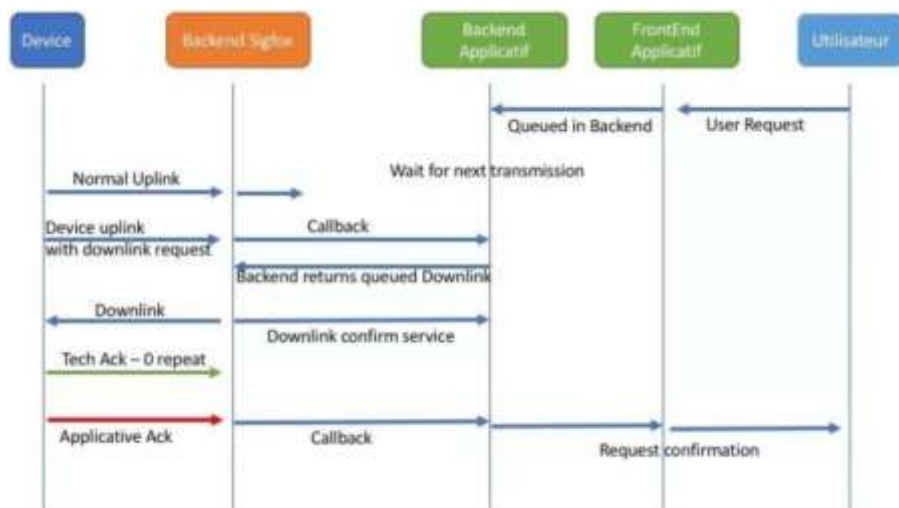 Device
Backend Sigfox
Backend
Applicatif
FrontEnd
Applicatif
Utilisateur
Queued in Backend
User Request
Wait for next transmission
Normal Uplink
Device uplink
with downlink request
Callback
Backend returns queued Downlink
Downlink
Downlink confirm service
Tech Ack – 0 repeat
Applicative Ack
Callback
Request confirmation